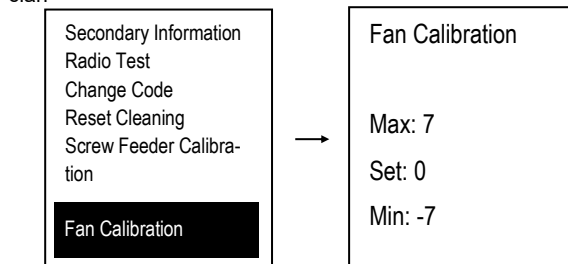 Secondary Information
Radio Test
Change Code
Reset Cleaning
Screw Feeder Calibra-
tion
Fan Calibration
Fan Calibration
Max: 7
Set: 0
Min: -7